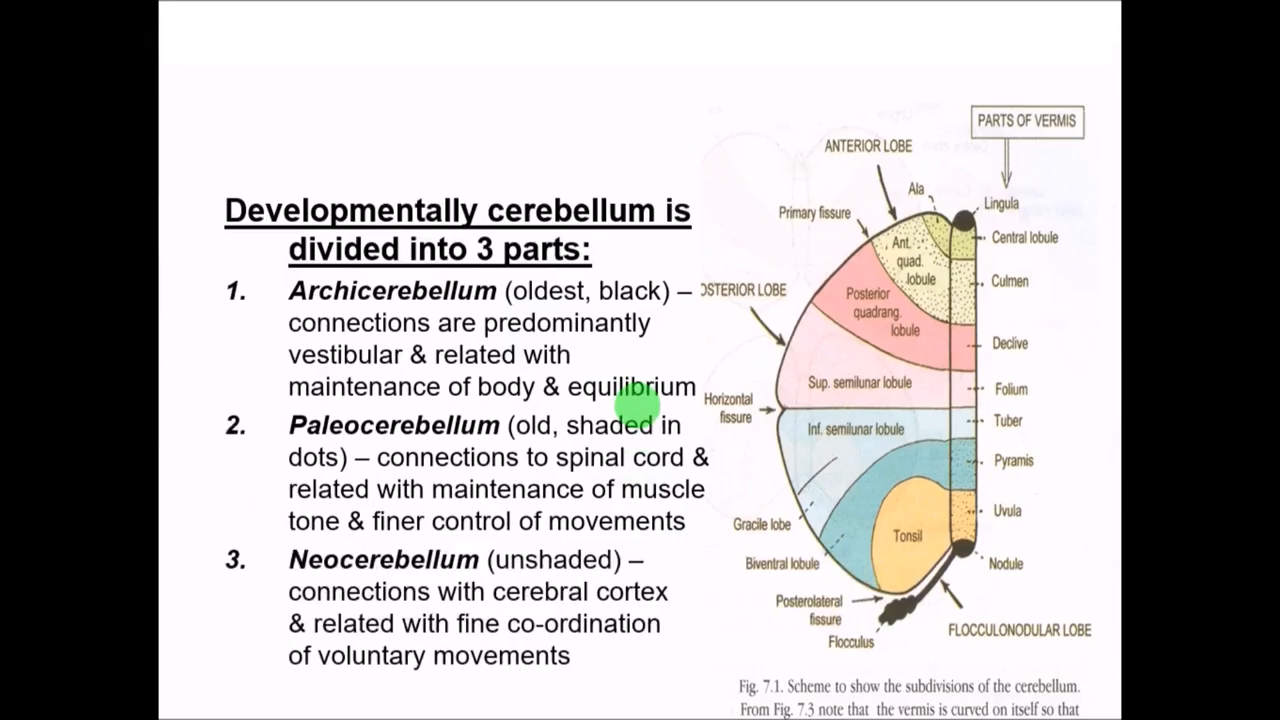 Developmentally cerebellum is
divided into 3 parts:
1. Archicerebellum (oldest, black) –
connections are predominantly
vestibular & related with
maintenance of body & equilibrium
2. Paleocerebellum (old, shaded in
dots) – connections to spinal cord &
related with maintenance of muscle
tone & finer control of movements
3. Neocerebellum (unshaded) –
connections with cerebral cortex
& related with fine co-ordination
of voluntary movements
PARTS OF VERMIS
ANTERIOR LOBE
Ala
Lingula
Primary fissure
Central lobule
Ant.
quad.
lobule
Culmen
OSTERIOR LOBE
Posterior
quadrang.
lobule
Declive
Sup. semilunar lobule
Folium
Horizontal
fissure
Tuber
Inf. semilunar lobule
Pyramis
Uvula
Gracile lobe
Tonsil
Biventral lobule
Nodule
Posterolateral
fissure
Flocculus
FLOCCULONODULAR LOBE
Fig. 7.1. Scheme to show the subdivisions of the cerebellum.
From Fig. 7.3 note that the vermis is curved on itself so that